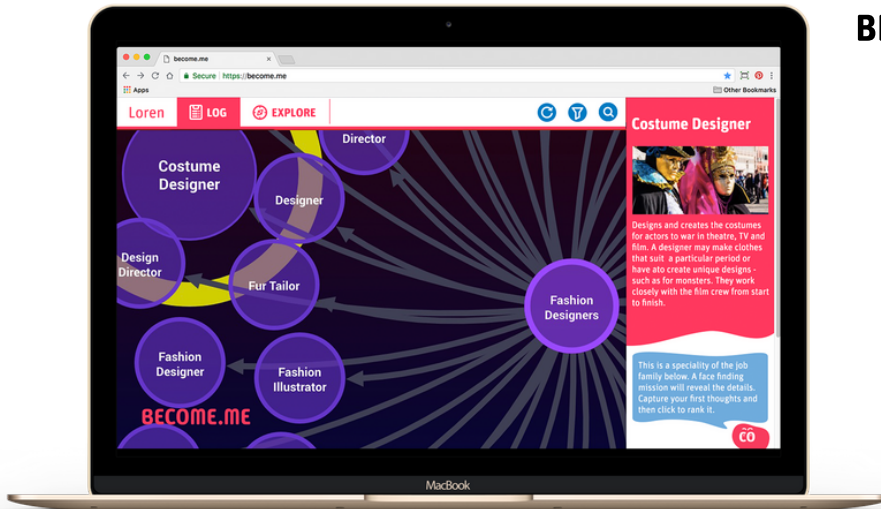 become.me
Secure https://become.me
Apps
Other Bookmarks
Loren
LOG
EXPLORE
Director
Costume
Designer
Designer
Design
Director
Fur Tailor
Fashion
Designers
Fashion
Designer
Fashion
Illustrator
BECOME.ME
Costume Designer
Designs and creates the costumes
for actors to war in theatre, TV and
film. A designer may make clothes
that suit a particular period or
have ato create unique designs -
such as for monsters. They work
closely with the film crew from start
to finish.
This is a speciality of the job
family below. A face finding
mission will reveal the details.
Capture your first thoughts and
then click to rank it.
CÔ
MacBook